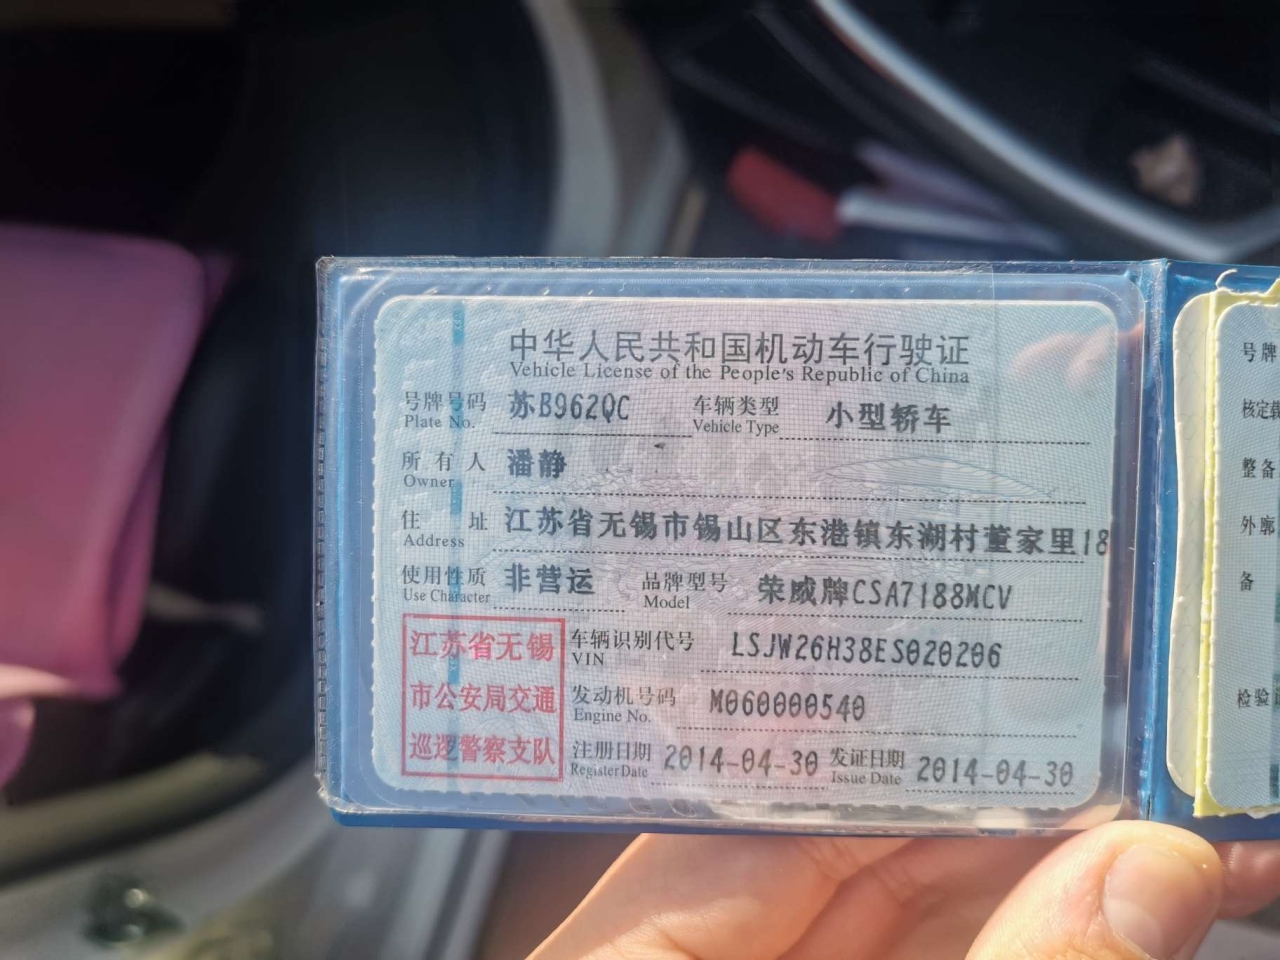 中华人民共和国机动车行驶证
Vehicle License of the People's Republic of China
号牌号码 苏B962QC 车辆类型 小型轿车
Plate No. Vehicle Type
所有人 潘静
Owner
住址 江苏省无锡市锡山区东港镇东湖村董家里18
Address
使用性质 非营运 品牌型号 荣威牌CSA7188MCV
Use Character Model
江苏省无锡
市公安局交通
巡逻警察支队
车辆识别代号 LSJW26H38ES020206
VIN
发动机号码 M060000540
Engine No.
注册日期 2014-04-30 发证日期 2014-04-30
Register Date Issue Date
号牌
核定载
整备
外廓
备
检验